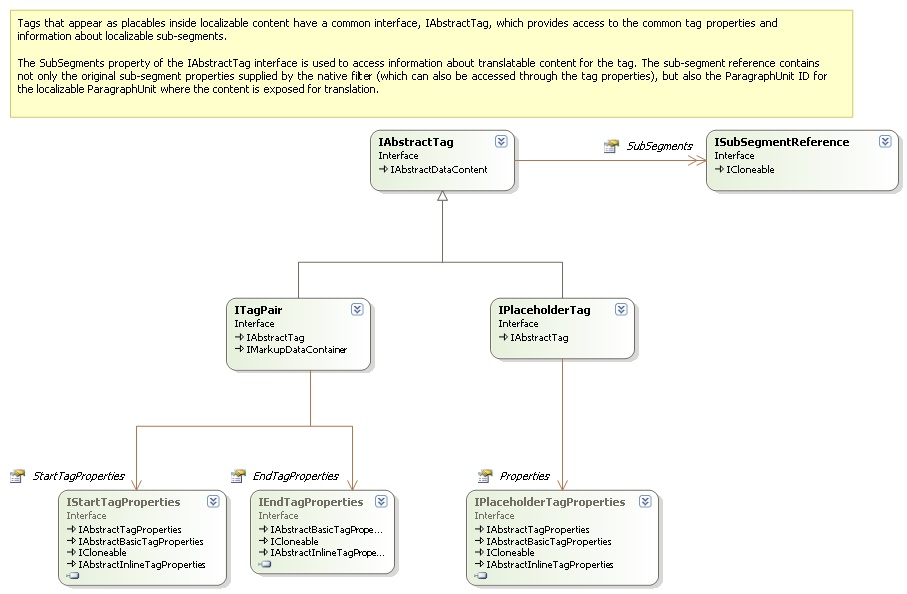 Tags that appear as placables inside localizable content have a common interface, IAbstractTag, which provides access to the common tag properties and
information about localizable sub-segments.
The SubSegments property of the IAbstractTag interface is used to access information about translatable content for the tag. The sub-segment reference contains
not only the original sub-segment properties supplied by the native filter (which can also be accessed through the tag properties), but also the ParagraphUnit ID for
the localizable ParagraphUnit where the content is exposed for translation.
IAbstractTag
Interface
IAbstractDataContent
SubSegments
ISubSegmentReference
Interface
ICloneable
ITagPair
Interface
IAbstractTag
IMarkupDataContainer
IPlaceholderTag
Interface
IAbstractTag
StartTagProperties
EndTagProperties
Properties
IStartTagProperties
Interface
IAbstractTagProperties
IAbstractBasicTagProperties
ICloneable
IAbstractInlineTagProperties
IEndTagProperties
Interface
IAbstractBasicTagPrope...
ICloneable
IAbstractInlineTagPrope...
IPlaceholderTagProperties
Interface
IAbstractTagProperties
IAbstractBasicTagProperties
ICloneable
IAbstractInlineTagProperties